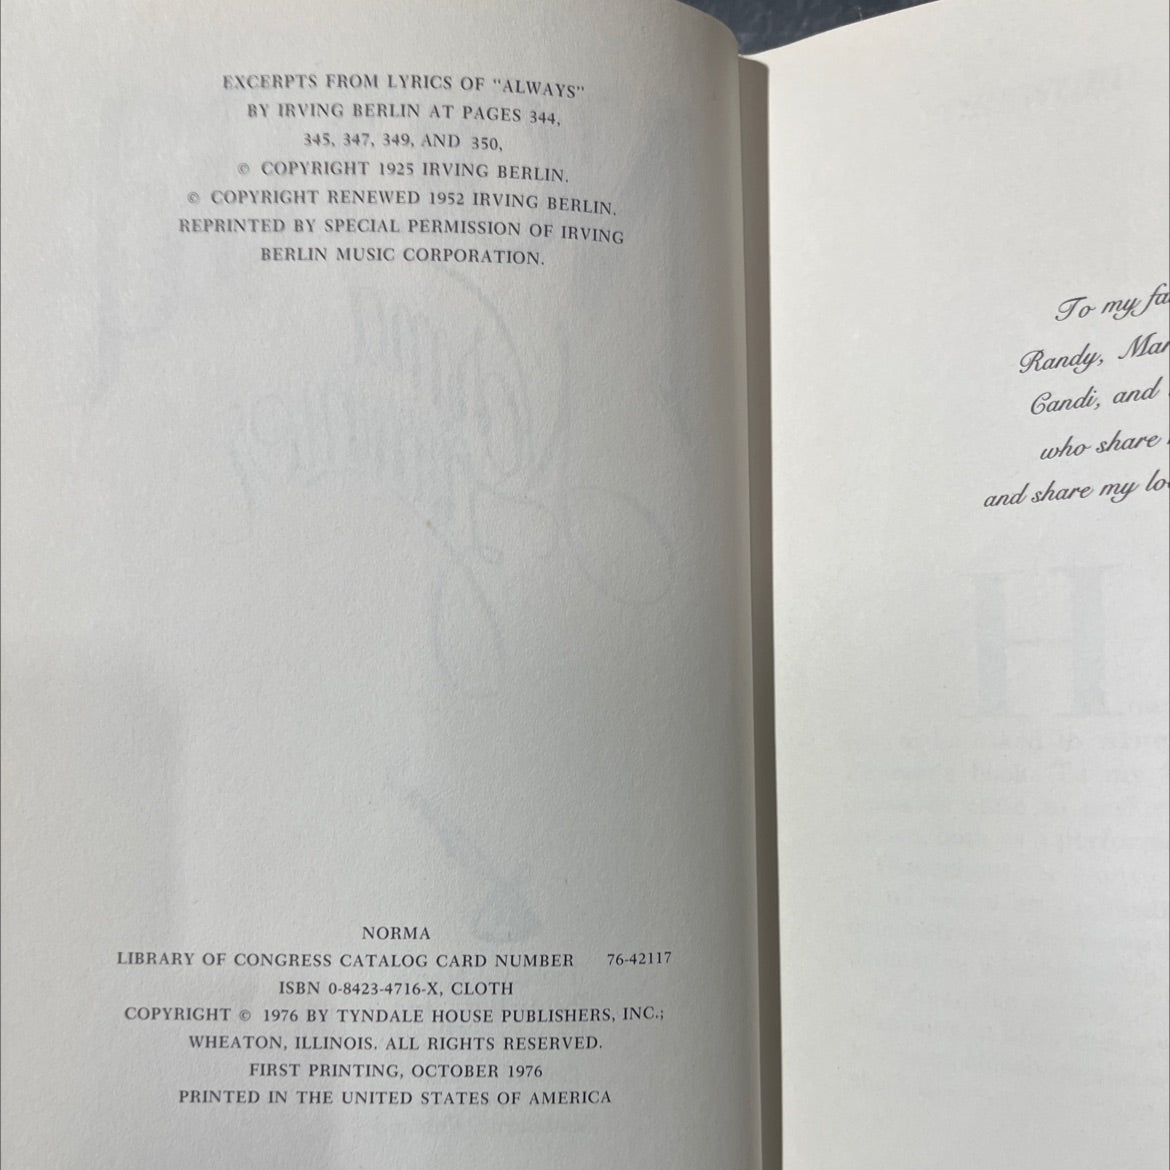 EXCERPTS FROM LYRICS OF "ALWAYS"
BY IRVING BERLIN AT PAGES 344,
345, 347, 349, AND 350,
© COPYRIGHT 1925 IRVING BERLIN.
© COPYRIGHT RENEWED 1952 IRVING BERLIN.
REPRINTED BY SPECIAL PERMISSION OF IRVING
BERLIN MUSIC CORPORATION.
NORMA
LIBRARY OF CONGRESS CATALOG CARD NUMBER 76-42117
ISBN 0-8423-4716-X, CLOTH
COPYRIGHT © 1976 BY TYNDALE HOUSE PUBLISHERS, INC.;
WHEATON, ILLINOIS. ALL RIGHTS RESERVED.
FIRST PRINTING, OCTOBER 1976
PRINTED IN THE UNITED STATES OF AMERICA
To my
Randy,
Candi, and
who share
and share my